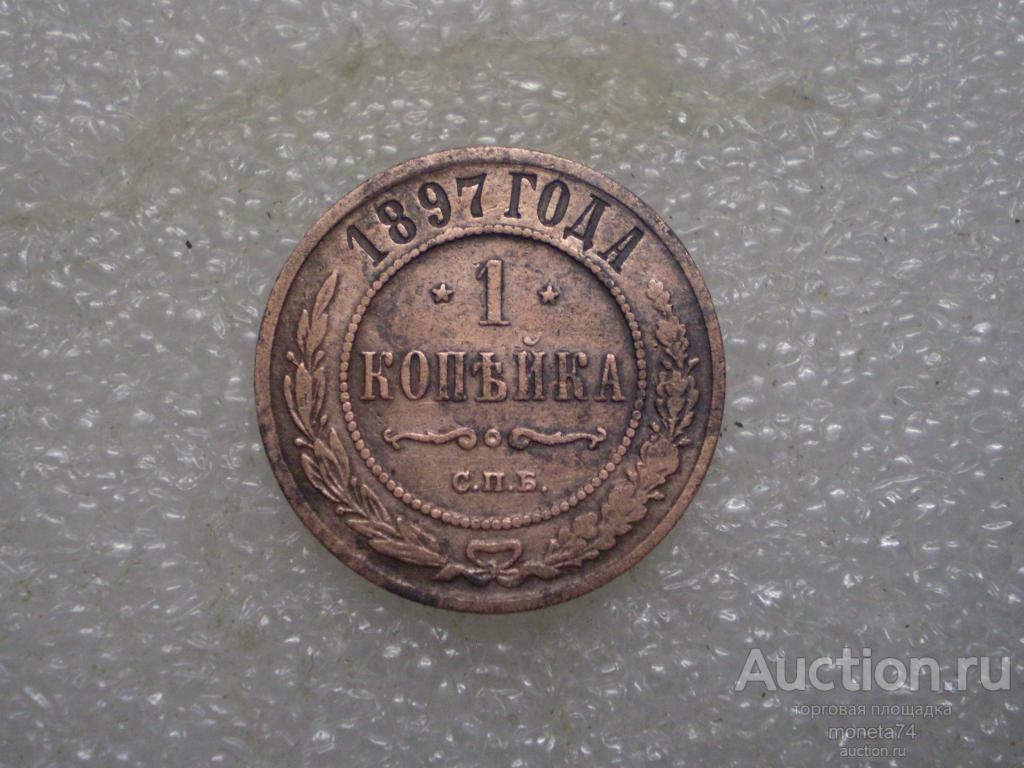 1897 ГОДА
1
КОПѢЙКА
С.П.Б.
Auction.ru
торговая площадка
moneta74
auction.ru